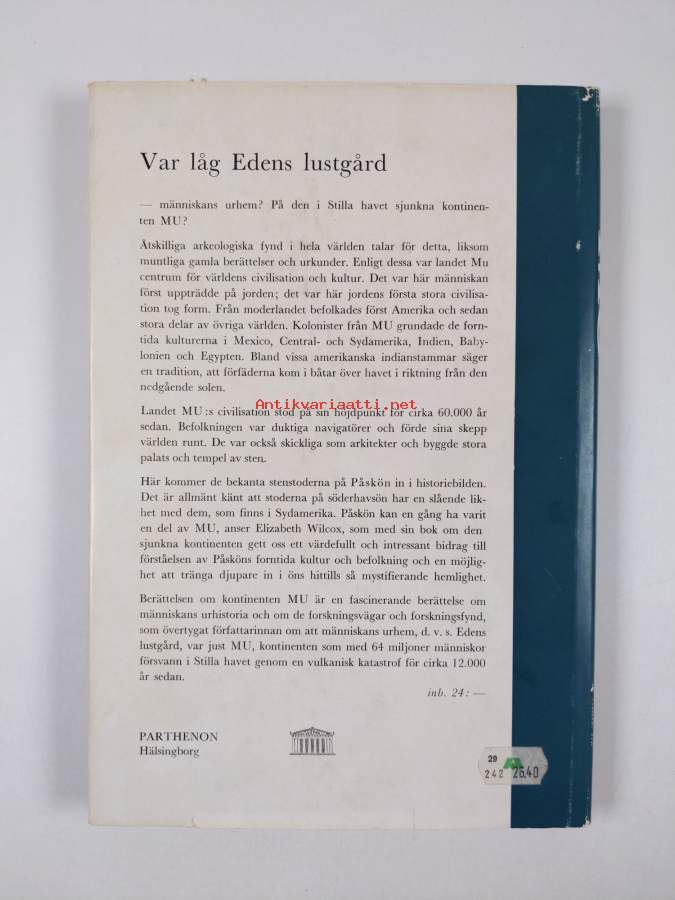 Var låg Edens lustgård
— människans urhem? På den i Stilla havet sjunkna kontinen-
ten MU?
Åtskilliga arkeologiska fynd i hela världen talar för detta, liksom
muntliga gamla berättelser och urkunder. Enligt dessa var landet Mu
centrum för världens civilisation och kultur. Det var här människan
först uppträdde på jorden; det var här jordens första stora civilisa-
tion tog form. Från moderlandet befolkades först Amerika och sedan
stora delar av övriga världen. Kolonister från MU grundade de forn-
tida kulturerna i Mexico, Central- och Sydamerika, Indien, Baby-
lonien och Egypten. Bland vissa amerikanska indianstammar säger
en tradition, att förfäderna kom i båtar över havet i riktning från den
nedgående solen.
Antikvariaatti.net
Landet MU:s civilisation stod på sin höjdpunkt för cirka 60.000 år
sedan. Befolkningen var duktiga navigatörer och förde sina skepp
världen runt. De var också skickliga som arkitekter och byggde stora
palats och tempel av sten.
Här kommer de bekanta stenstoderna på Påskön in i historiebilden.
Det är allmänt känt att stoderna på söderhavsön har en slående lik-
het med dem, som finns i Sydamerika. Påskön kan en gång ha varit
en del av MU, anser Elizabeth Wilcox, som med sin bok om den
sjunkna kontinenten gett oss ett värdefullt och intressant bidrag till
förståelsen av Påsköns forntida kultur och befolkning och en möjlig-
het att tränga djupare in i öns hittills så mystifierande hemlighet.
Berättelsen om kontinenten MU är en fascinerande berättelse om
människans urhistoria och om de forskningsvägar och forskningsfynd,
som övertygat författarinnan om att människans urhem, d. v. s. Edens
lustgård, var just MU, kontinenten som med 64 miljoner människor
försvann i Stilla havet genom en vulkanisk katastrof för cirka 12.000
år sedan.
inb. 24: —
PARTHENON
Hälsingborg
29
242 26.40